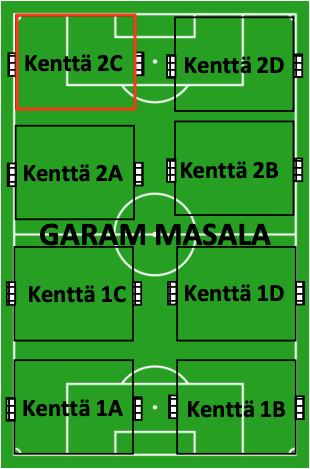 Kenttä 2C
Kenttä 2D
Kenttä 2A
Kenttä 2B
GARAM MASALA
Kenttä 1C
Kenttä 1D
Kenttä 1A
Kenttä 1B